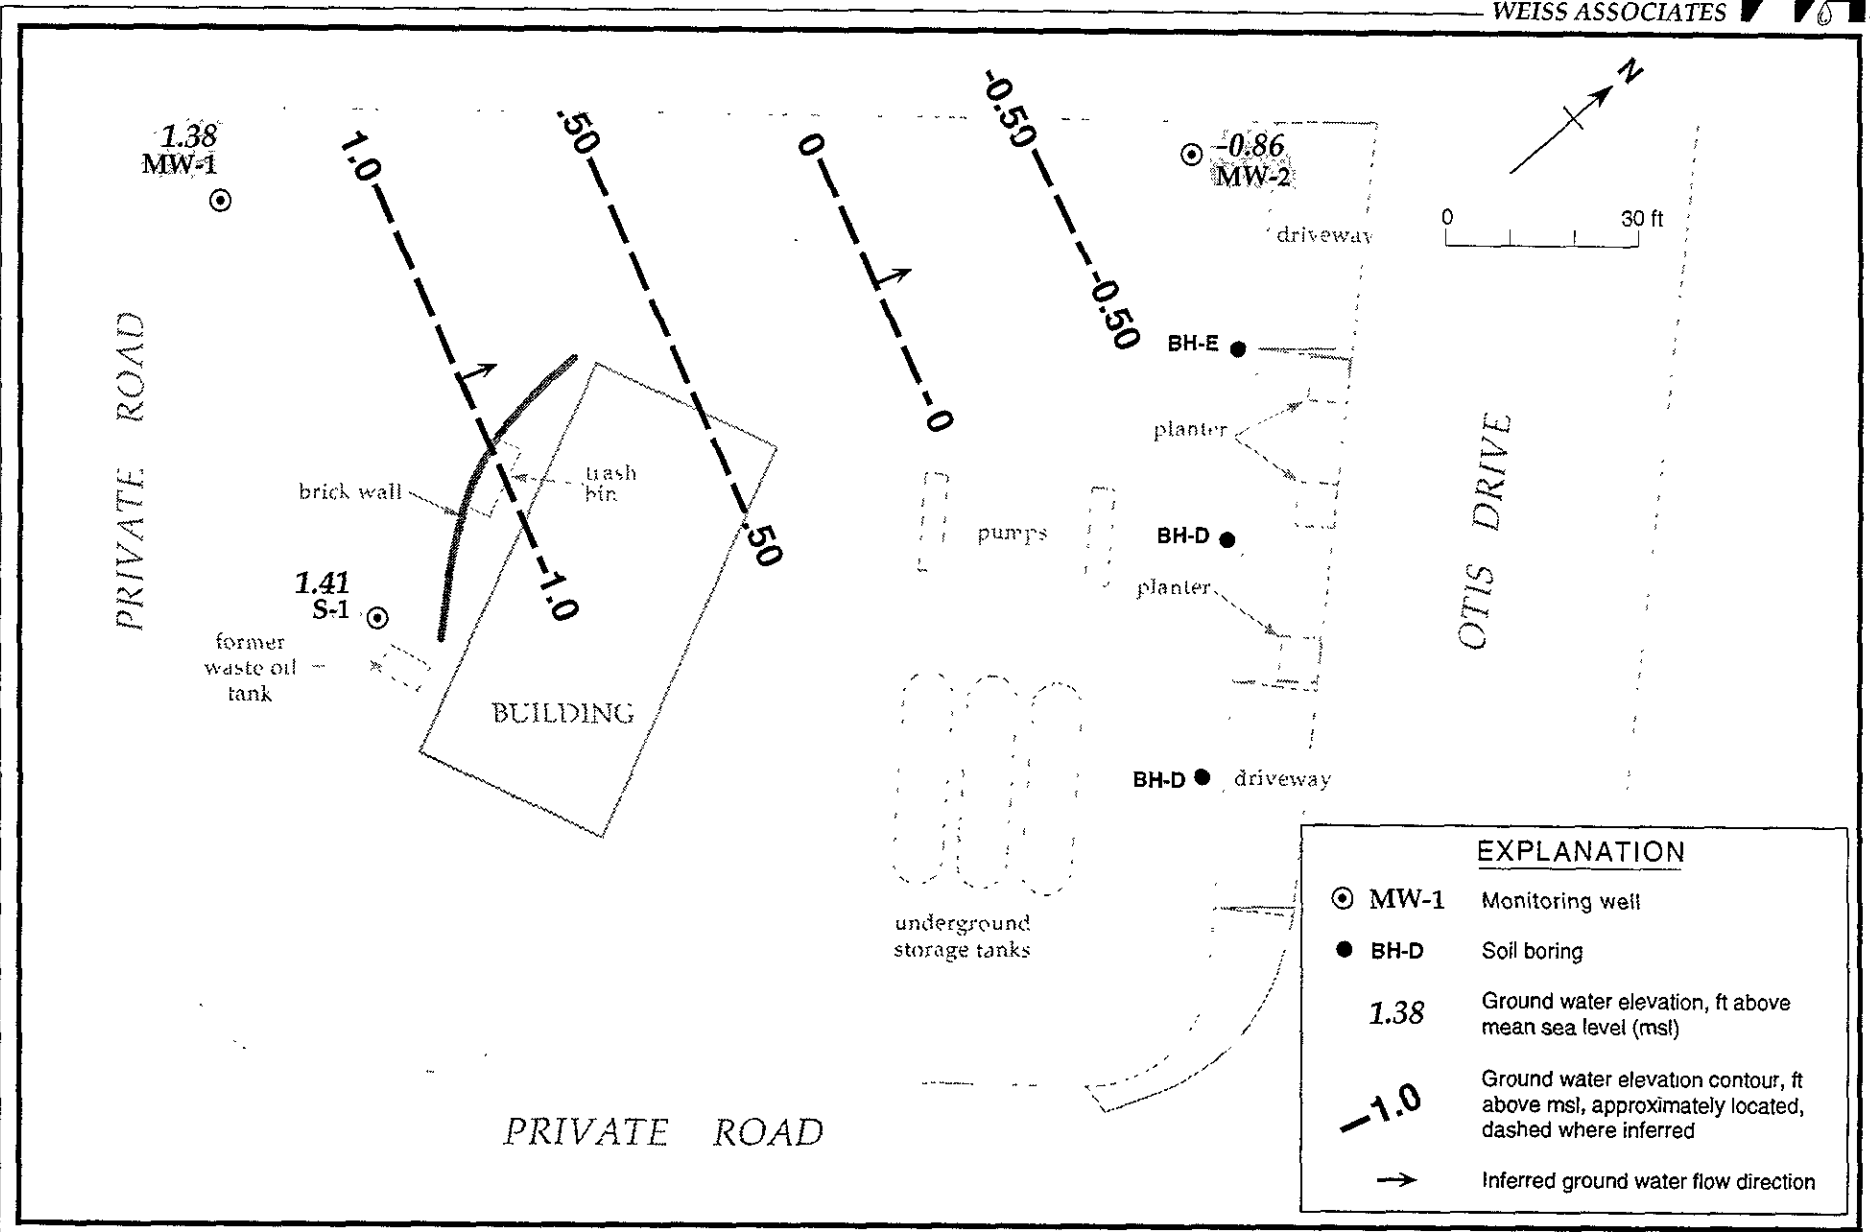 WEISS ASSOCIATES
N
0 30 ft
1.38
MW-1
1.0
.50
0
-0.50
-0.86
MW-2
driveway
-0.50
BH-E
0
planter
PRIVATE ROAD
brick wall
trash
bin
.50
pumps
BH-D
OTIS DRIVE
1.41
S-1
1.0
planter
former
waste oil
tank
BUILDING
BH-D
driveway
underground
storage tanks
PRIVATE ROAD
EXPLANATION
MW-1 Monitoring well
BH-D Soil boring
1.38 Ground water elevation, ft above
mean sea level (msl)
1.0 Ground water elevation contour, ft
above msl, approximately located,
dashed where inferred
Inferred ground water flow direction